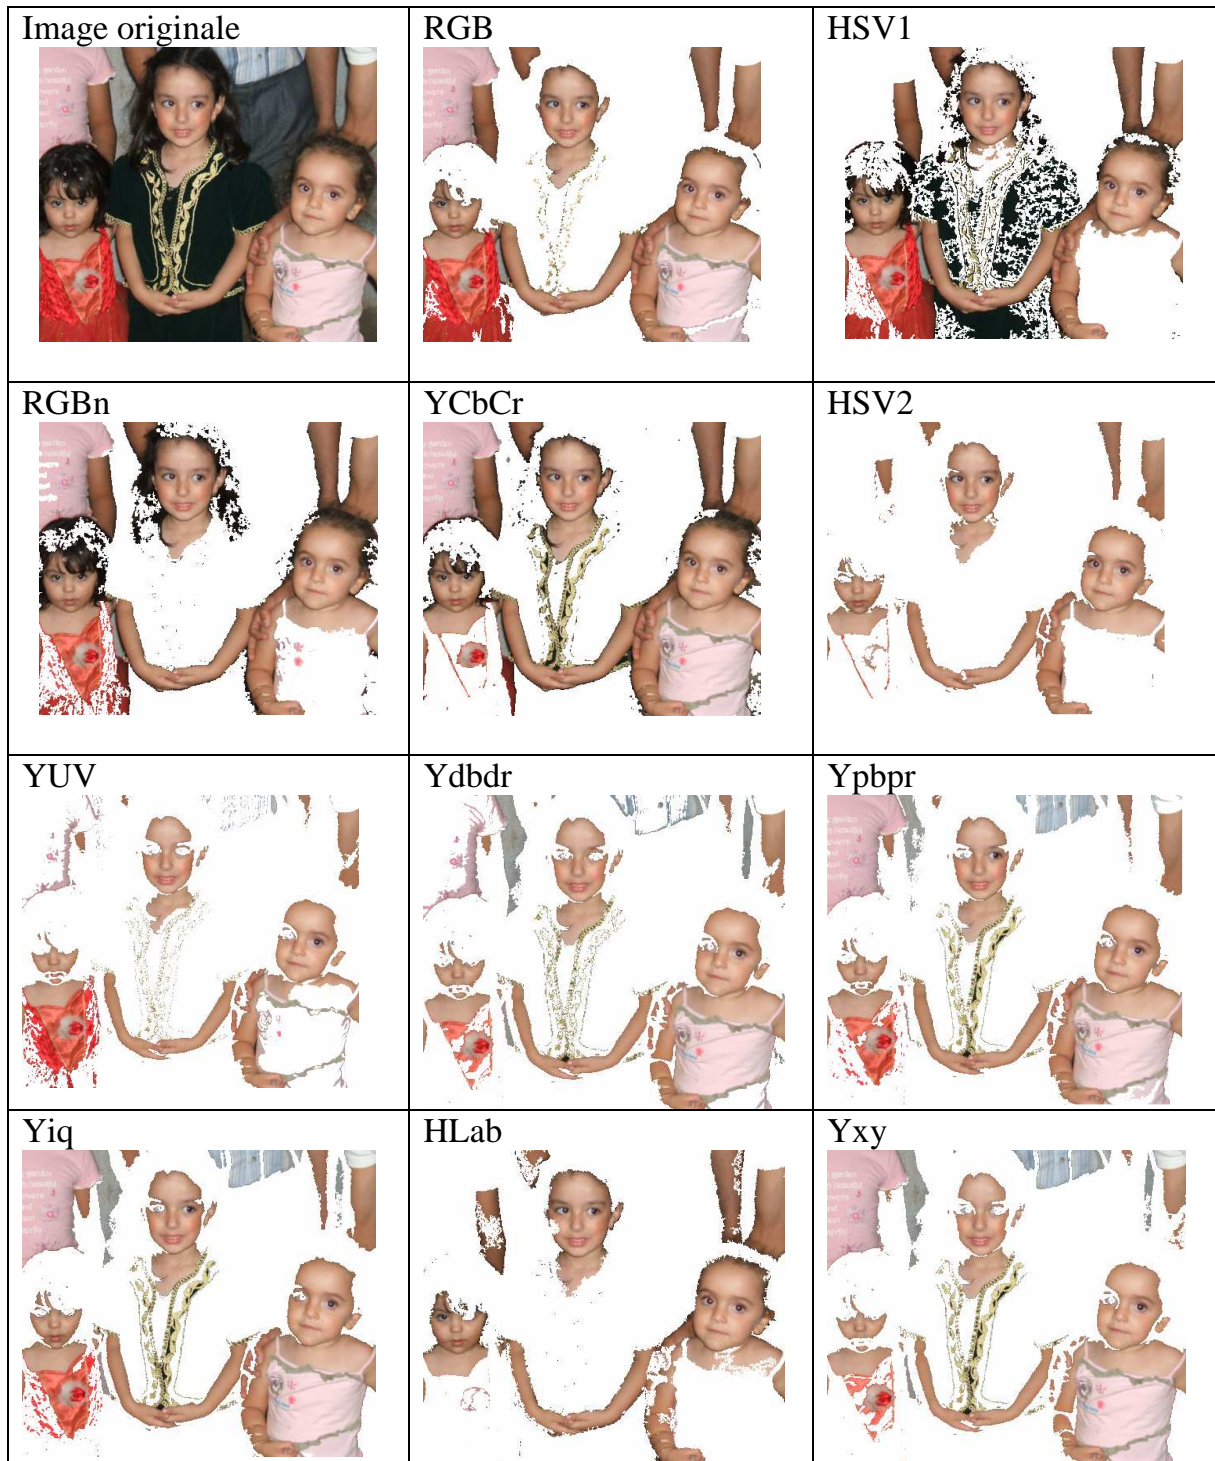 Image originale
RGB
HSV1
RGBn
YCbCr
HSV2
YUV
Ydbdr
Ypbpr
Yiq
HLab
Yxy